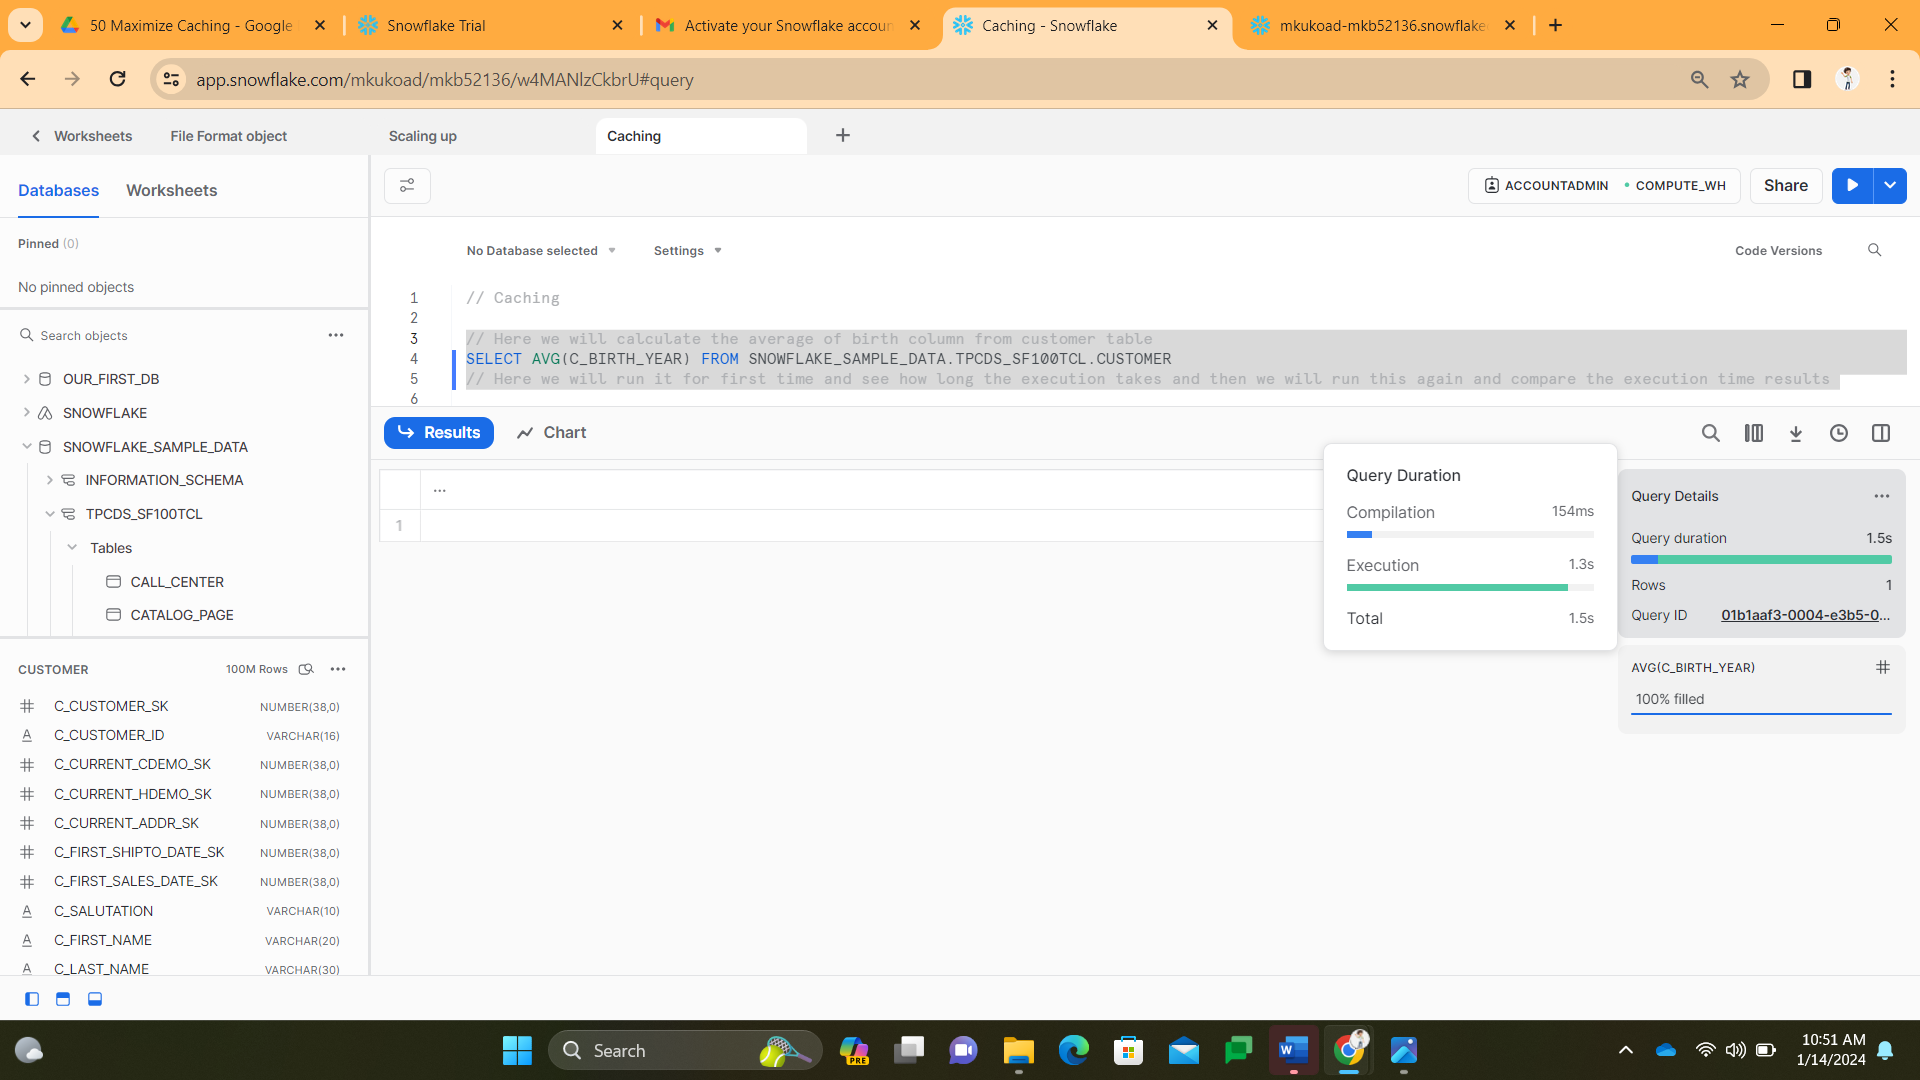 50 Maximize Caching - Google
Snowflake Trial
Activate your Snowflake accoun
Caching - Snowflake
mkukoad-mkb52136.snowflake
app.snowflake.com/mkukoad/mkb52136/w4MANlzCkbrU#query
Worksheets
File Format object
Scaling up
Caching
Databases
Worksheets
ACCOUNTADMIN
COMPUTE_WH
Share
Pinned (0)
No pinned objects
No Database selected
Settings
Code Versions
1 // Caching
2
3 // Here we will calculate the average of birth column from customer table
4 SELECT AVG(C_BIRTH_YEAR) FROM SNOWFLAKE_SAMPLE_DATA.TPCDS_SF100TCL.CUSTOMER
5 // Here we will run it for first time and see how long the execution takes and then we will run this again and compare the execution time results
6
Search objects
OUR_FIRST_DB
SNOWFLAKE
SNOWFLAKE_SAMPLE_DATA
INFORMATION_SCHEMA
TPCDS_SF100TCL
Tables
CALL_CENTER
CATALOG_PAGE
Results
Chart
...
1
Query Duration
Compilation 154ms
Execution 1.3s
Total 1.5s
Query Details
Query duration 1.5s
Rows 1
Query ID 01b1aaf3-0004-e3b5-0...
AVG(C_BIRTH_YEAR)
100% filled
CUSTOMER 100M Rows
C_CUSTOMER_SK NUMBER(38,0)
C_CUSTOMER_ID VARCHAR(16)
C_CURRENT_CDEMO_SK NUMBER(38,0)
C_CURRENT_HDEMO_SK NUMBER(38,0)
C_CURRENT_ADDR_SK NUMBER(38,0)
C_FIRST_SHIPTO_DATE_SK NUMBER(38,0)
C_FIRST_SALES_DATE_SK NUMBER(38,0)
C_SALUTATION VARCHAR(10)
C_FIRST_NAME VARCHAR(20)
C_LAST_NAME VARCHAR(30)
Search
PRE
10:51 AM
1/14/2024